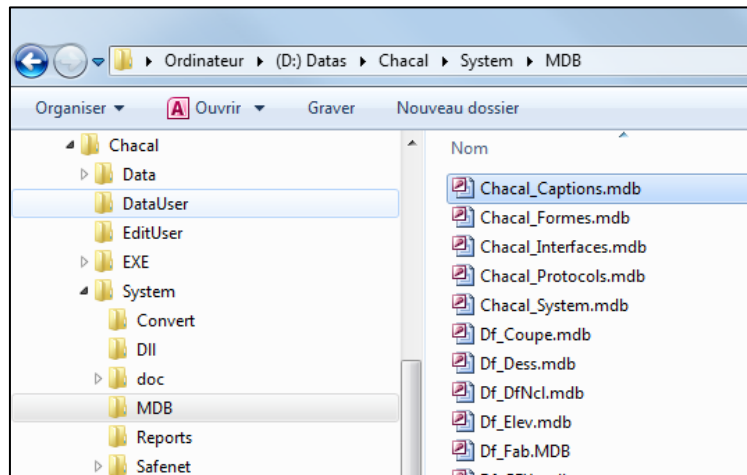 Ordinateur (D:) Datas Chacal System MDB
Organiser Ouvrir Graver Nouveau dossier
Chacal
Data
DataUser
EditUser
EXE
System
Convert
Dll
doc
MDB
Reports
Safenet
Nom
Chacal_Captions.mdb
Chacal_Formes.mdb
Chacal_Interfaces.mdb
Chacal_Protocols.mdb
Chacal_System.mdb
Df_Coupe.mdb
Df_Dess.mdb
Df_DfNcl.mdb
Df_Elev.mdb
Df_Fab.MDB